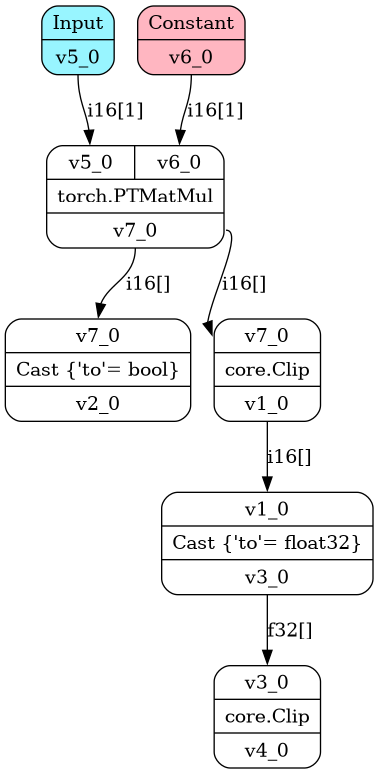 Input
v5_0
Constant
v6_0
i16[1]
i16[1]
v5_0
v6_0
torch.PTMatMul
v7_0
i16[]
i16[]
v7_0
Cast {'to'= bool}
v2_0
v7_0
core.Clip
v1_0
i16[]
v1_0
Cast {'to'= float32}
v3_0
f32[]
v3_0
core.Clip
v4_0